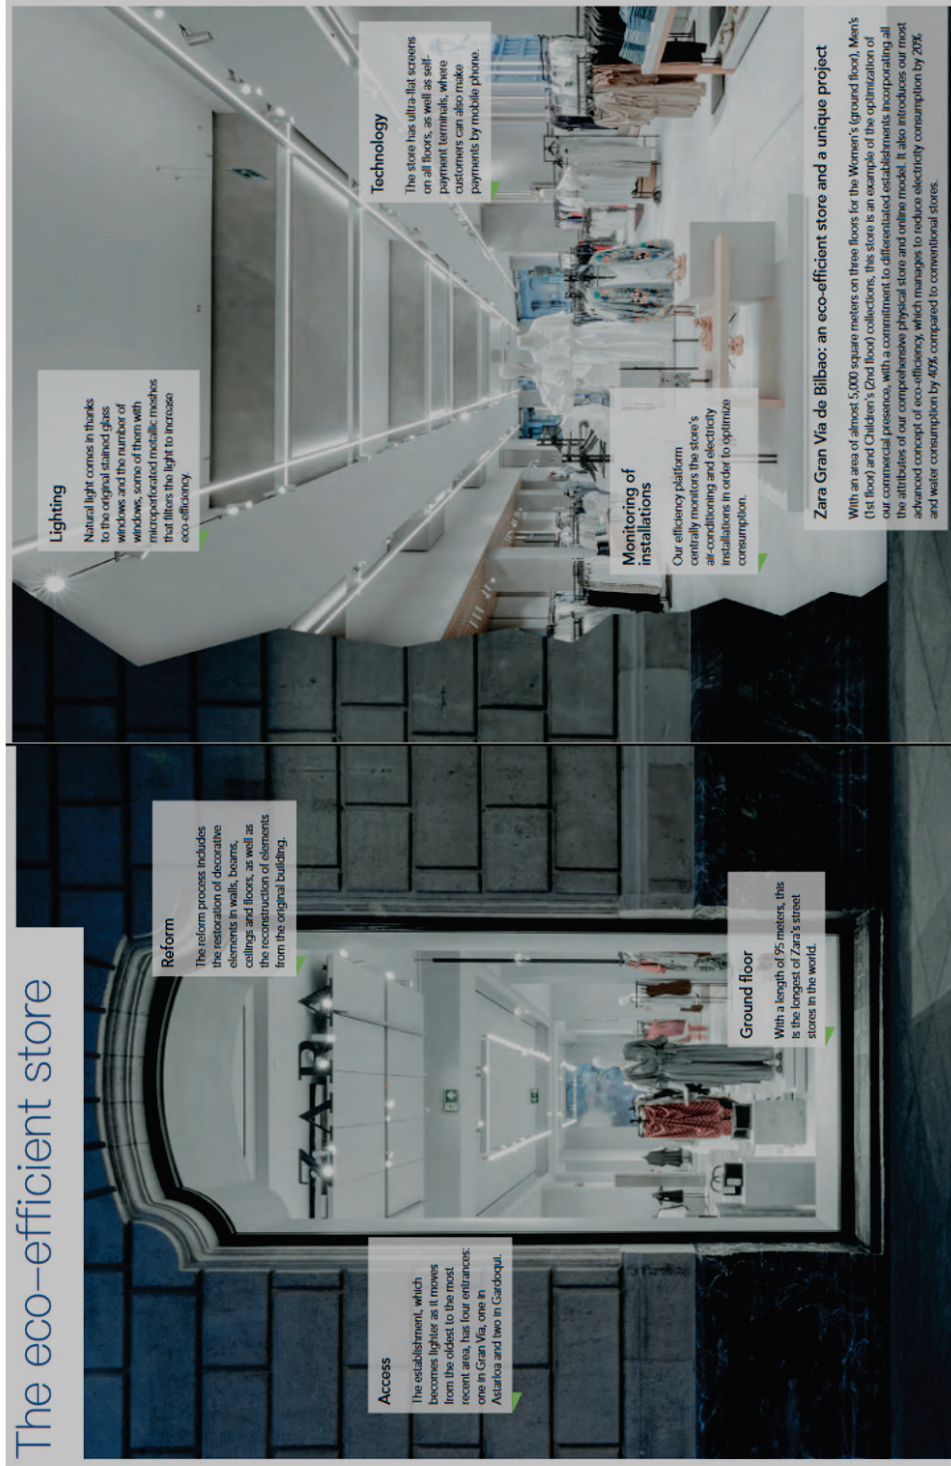 The eco-efficient store
Access
The establishment, which
becomes lighter as it moves
from the oldest to the most
recent area, has four entrances:
one in Gran Via, one in
Astarloa and two in Gardoqui.
ZARA
Reform
The reform process includes
the restoration of decorative
elements in walls, beams,
ceilings and floors, as well as
the reconstruction of elements
from the original building.
Ground floor
With a length of 95 meters, this
is the longest of Zara's street
stores in the world.
Lighting
Natural light comes in thanks
to the original stained glass
windows and the number of
windows, some of them with
microperforated metallic meshes
that filters the light to increase
eco-efficiency.
Technology
The store has ultra-flat screens
on all floors, as well as self-
payment terminals, where
customers can also make
payments by mobile phone.
Monitoring of
installations
Our efficiency platform
centrally monitors the store's
air-conditioning and electricity
installations in order to optimize
consumption.
Zara Gran Via de Bilbao: an eco-efficient store and a unique project
With an area of almost 5,000 square meters on three floors for the Women's (ground floor), Men's
(1st floor) and Children's (2nd floor) collections, this store is an example of the optimization of
our commercial presence, with a commitment to differentiated establishments incorporating all
the attributes of our comprehensive physical store and online model. It also introduces our most
advanced concept of eco-efficiency, which manages to reduce electricity consumption by 20%
and water consumption by 40% compared to conventional stores.